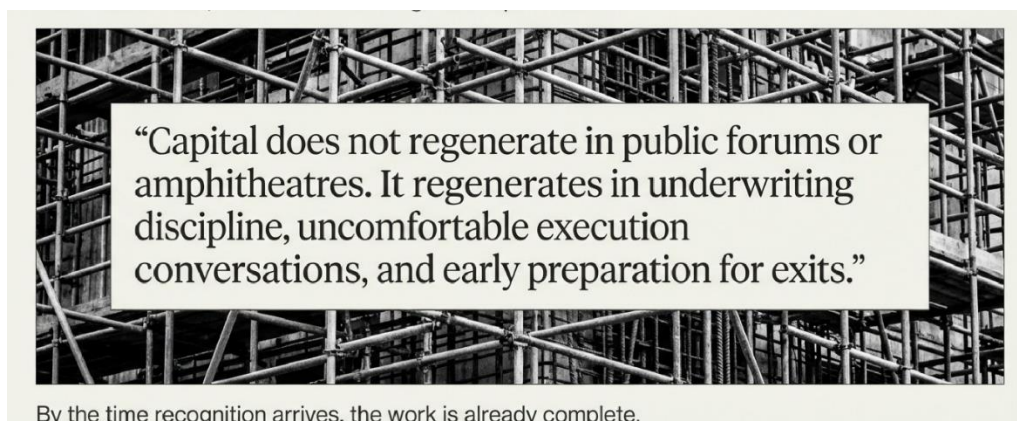 “Capital does not regenerate in public forums or
amphitheatres. It regenerates in underwriting
discipline, uncomfortable execution
conversations, and early preparation for exits.”
By the time recognition arrives, the work is already complete.